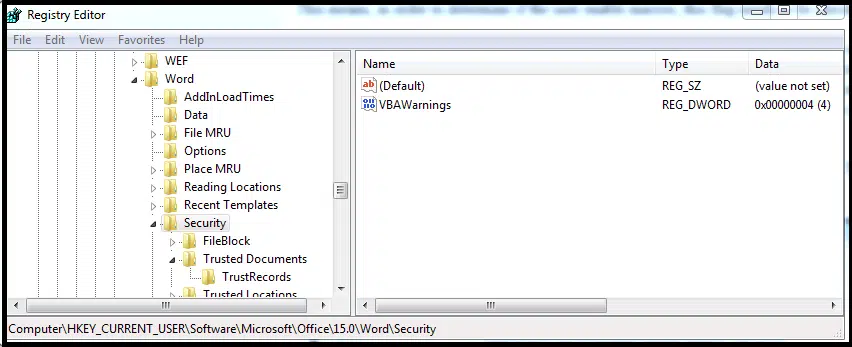 Registry Editor
File Edit View Favorites Help
WEF
Word
AddInLoadTimes
Data
File MRU
Options
Place MRU
Reading Locations
Recent Templates
Security
FileBlock
Trusted Documents
TrustRecords
Trusted Locations
Name Type Data
(Default) REG_SZ (value not set)
VBAWarnings REG_DWORD 0x00000004 (4)
Computer\HKEY_CURRENT_USER\Software\Microsoft\Office\15.0\Word\Security